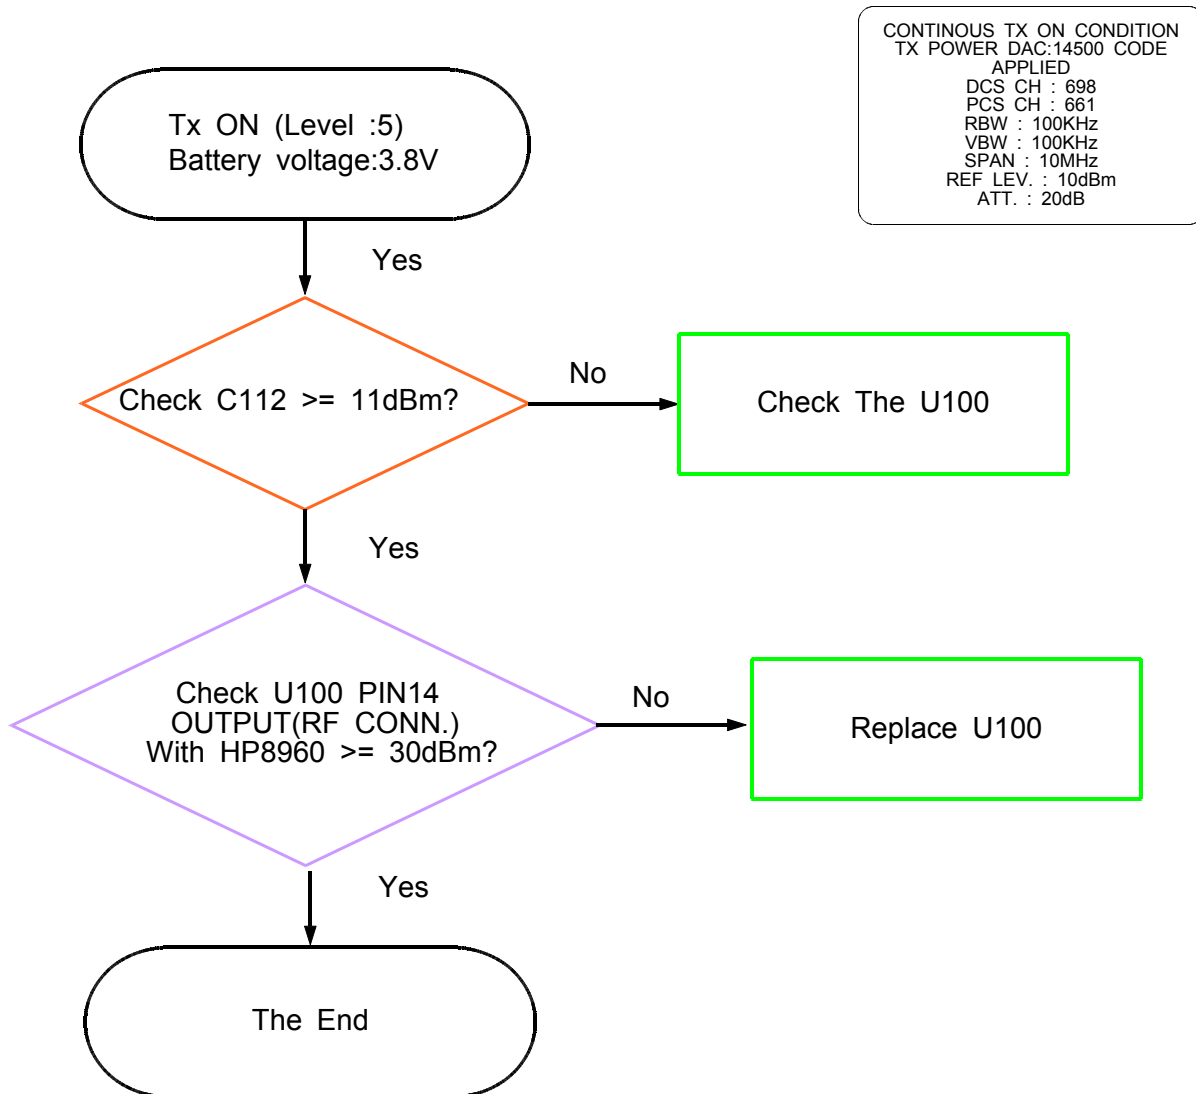 CONTINOUS TX ON CONDITION
TX POWER DAC:14500 CODE
APPLIED
DCS CH : 698
PCS CH : 661
RBW : 100KHz
VBW : 100KHz
SPAN : 10MHz
REF LEV. : 10dBm
ATT. : 20dB
Tx ON (Level :5)
Battery voltage:3.8V
Yes
Check C112 >= 11dBm?
No
Check The U100
Yes
Check U100 PIN14
OUTPUT(RF CONN.)
With HP8960 >= 30dBm?
No
Replace U100
Yes
The End